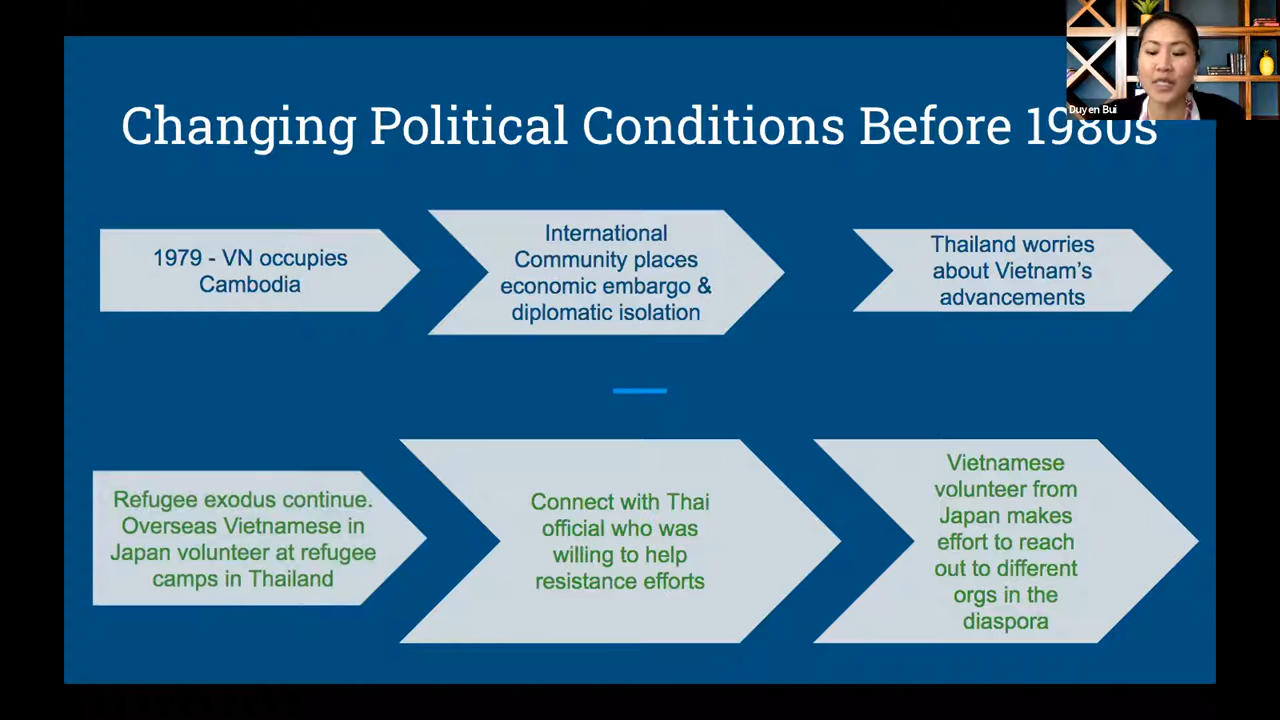 Duyen Bui
Changing Political Conditions Before 1980s
1979 - VN occupies
Cambodia
International
Community places
economic embargo &
diplomatic isolation
Thailand worries
about Vietnam's
advancements
Refugee exodus continue.
Overseas Vietnamese in
Japan volunteer at refugee
camps in Thailand
Connect with Thai
official who was
willing to help
resistance efforts
Vietnamese
volunteer from
Japan makes
effort to reach
out to different
orgs in the
diaspora